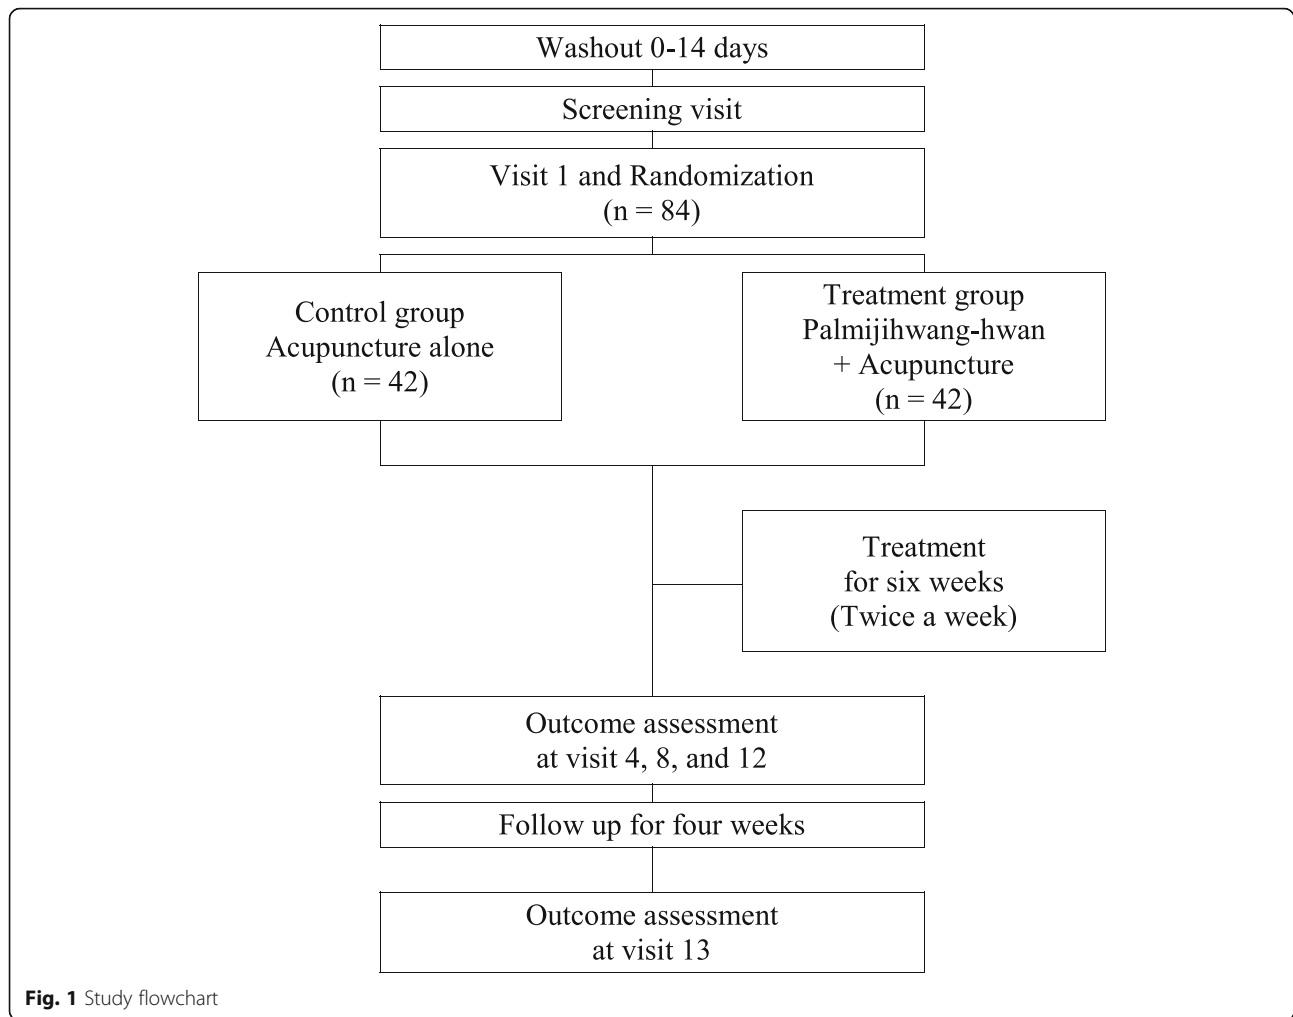 Washout 0-14 days
Screening visit
Visit 1 and Randomization
(n = 84)
Control group
Acupuncture alone
(n = 42)
Treatment group
Palmijihwang-hwan
+ Acupuncture
(n = 42)
Treatment
for six weeks
(Twice a week)
Outcome assessment
at visit 4, 8, and 12
Follow up for four weeks
Outcome assessment
at visit 13
Fig. 1 Study flowchart